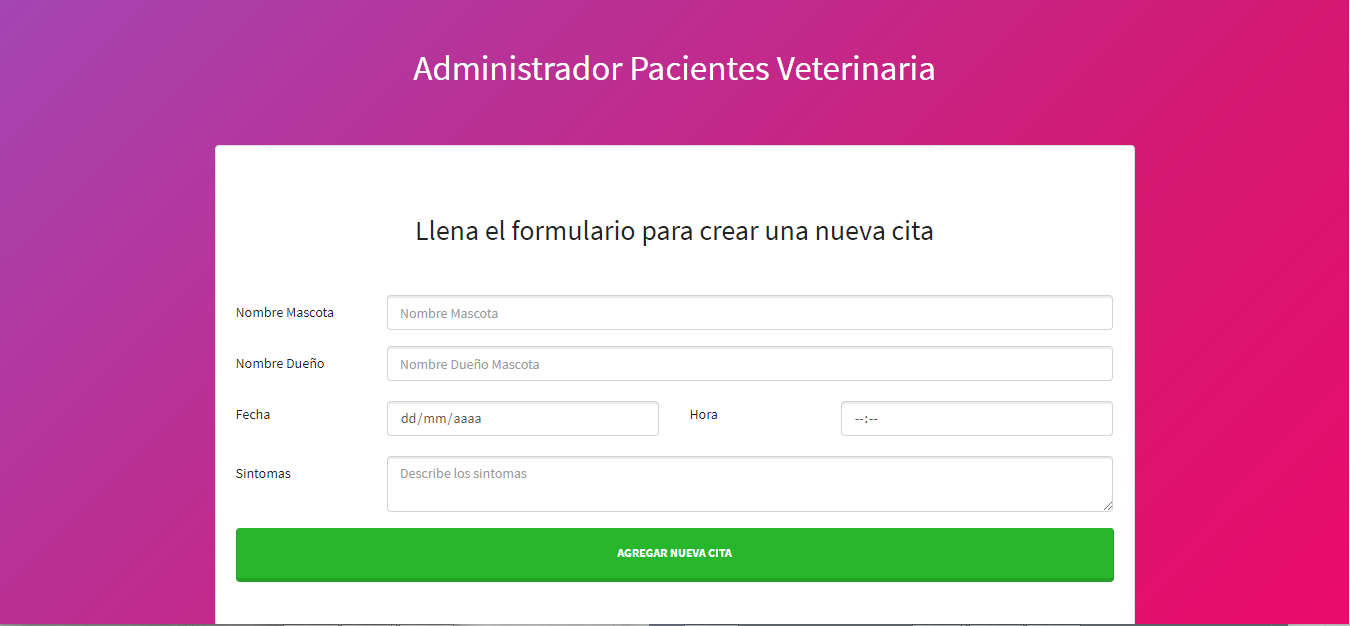 Administrador Pacientes Veterinaria
Llena el formulario para crear una nueva cita
Nombre Mascota
Nombre Mascota
Nombre Dueño
Nombre Dueño Mascota
Fecha
dd/mm/aaaa
Hora
--:--
Sintomas
Describe los sintomas
AGREGAR NUEVA CITA